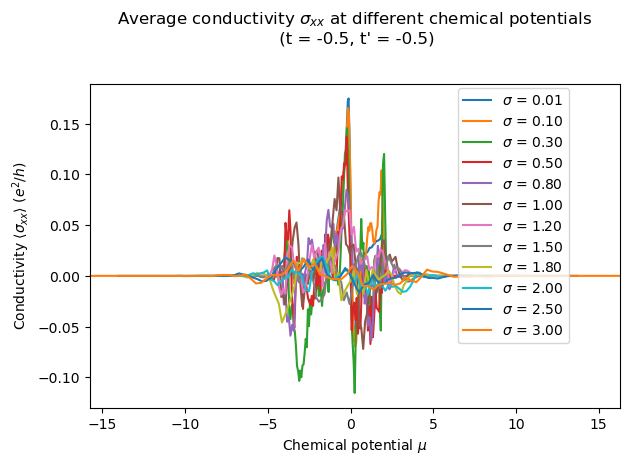 Average conductivity σxx at different chemical potentials
(t = -0.5, t' = -0.5)
Conductivity ⟨σxx⟩ (e²/h)
0.15
0.10
0.05
0.00
−0.05
−0.10
σ = 0.01
σ = 0.10
σ = 0.30
σ = 0.50
σ = 0.80
σ = 1.00
σ = 1.20
σ = 1.50
σ = 1.80
σ = 2.00
σ = 2.50
σ = 3.00
−15 −10 −5 0 5 10 15
Chemical potential μ